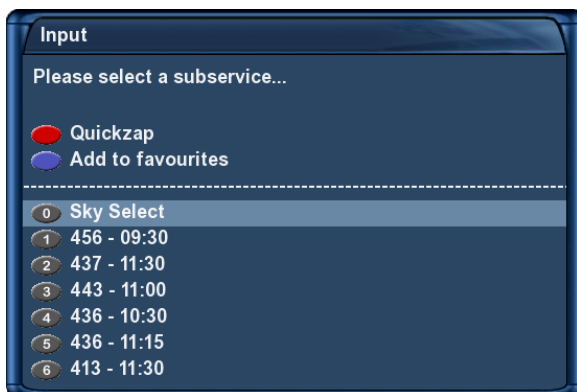 Input
Please select a subservice...
Quickzap
Add to favourites
0 Sky Select
1 456 - 09:30
2 437 - 11:30
3 443 - 11:00
4 436 - 10:30
5 436 - 11:15
6 413 - 11:30